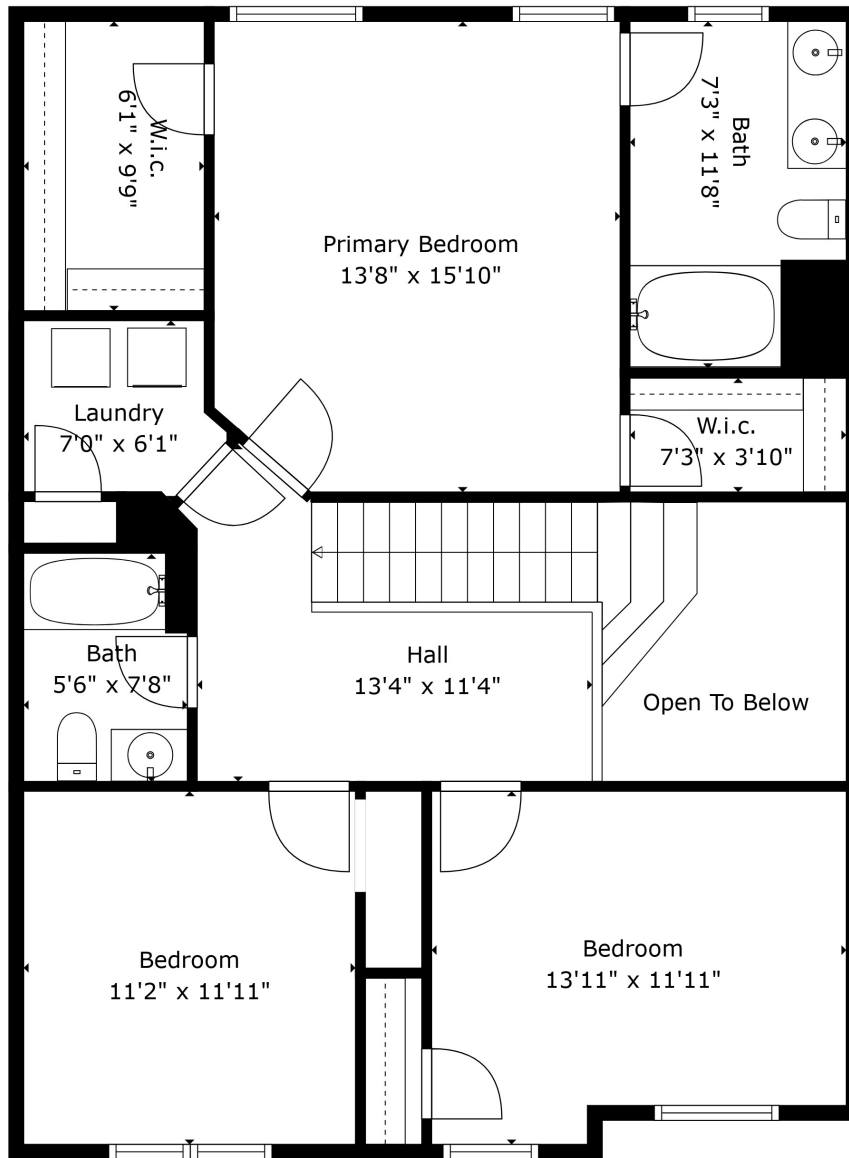 W.i.c.
6'1" x 9'9"
Primary Bedroom
13'8" x 15'10"
Bath
7'3" x 11'8"
Laundry
7'0" x 6'1"
W.i.c.
7'3" x 3'10"
Bath
5'6" x 7'8"
Hall
13'4" x 11'4"
Open To Below
Bedroom
11'2" x 11'11"
Bedroom
13'11" x 11'11"